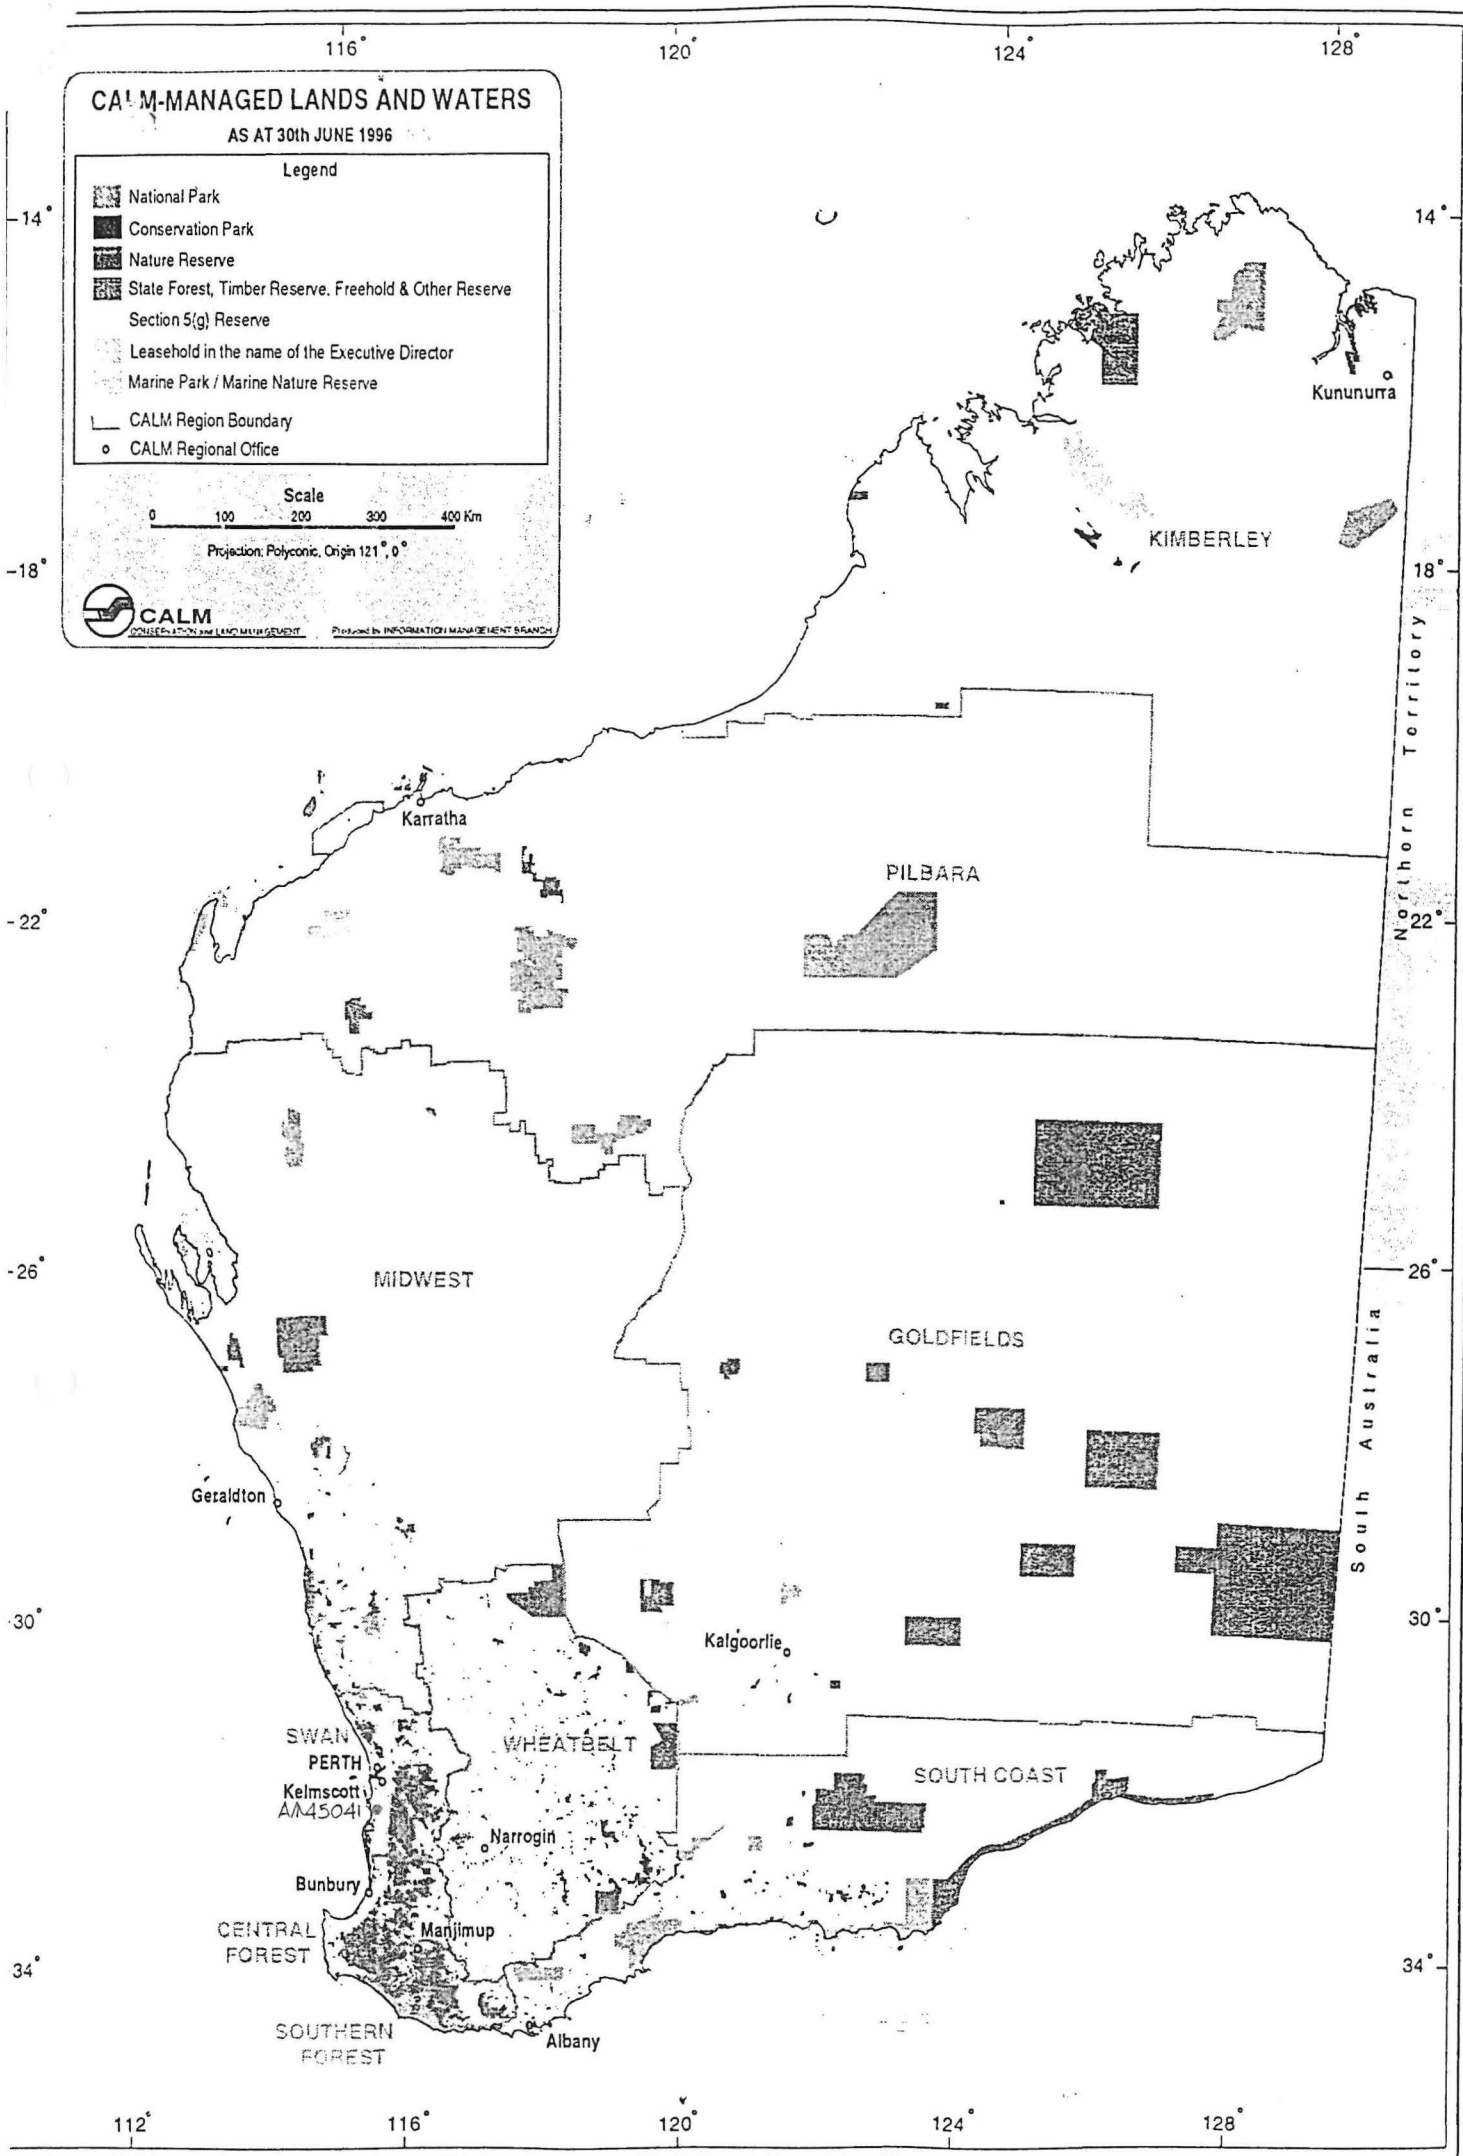 116° 120° 124° 128°
CALM-MANAGED LANDS AND WATERS
AS AT 30th JUNE 1996
Legend
National Park
Conservation Park
Nature Reserve
State Forest, Timber Reserve, Freehold & Other Reserve
Section 5(g) Reserve
Leasehold in the name of the Executive Director
Marine Park / Marine Nature Reserve
CALM Region Boundary
CALM Regional Office
Scale
0 100 200 300 400 Km
Projection: Polyconic, Origin 121°, 0°
CALM
CONSERVATION and LAND MANAGEMENT Produced by INFORMATION MANAGEMENT BRANCH
-14° 14°
Kununurra
KIMBERLEY
-18° 18°
Northern Territory
Karratha
PILBARA
-22° 22°
-26° 26°
MIDWEST
GOLDFIELDS
South Australia
Geraldton
30° 30°
Kalgoorlie
SWAN
WHEATBELT
PERTH
SOUTH COAST
Kelmscott
AM45041
Narrogin
Bunbury
CENTRAL
FOREST
Manjimup
34° 34°
SOUTHERN
FOREST
Albany
112° 116° 120° 124° 128°